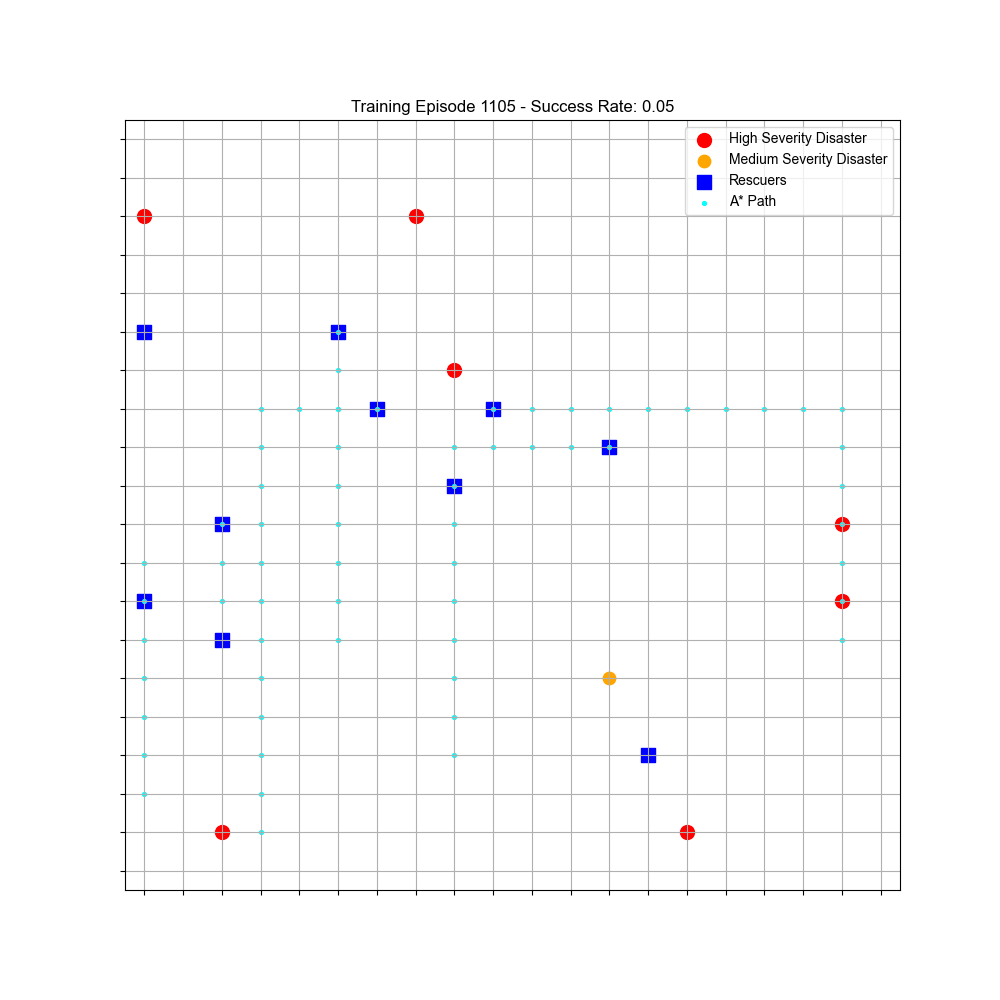 Training Episode 1105 - Success Rate: 0.05
High Severity Disaster
Medium Severity Disaster
Rescuers
A* Path